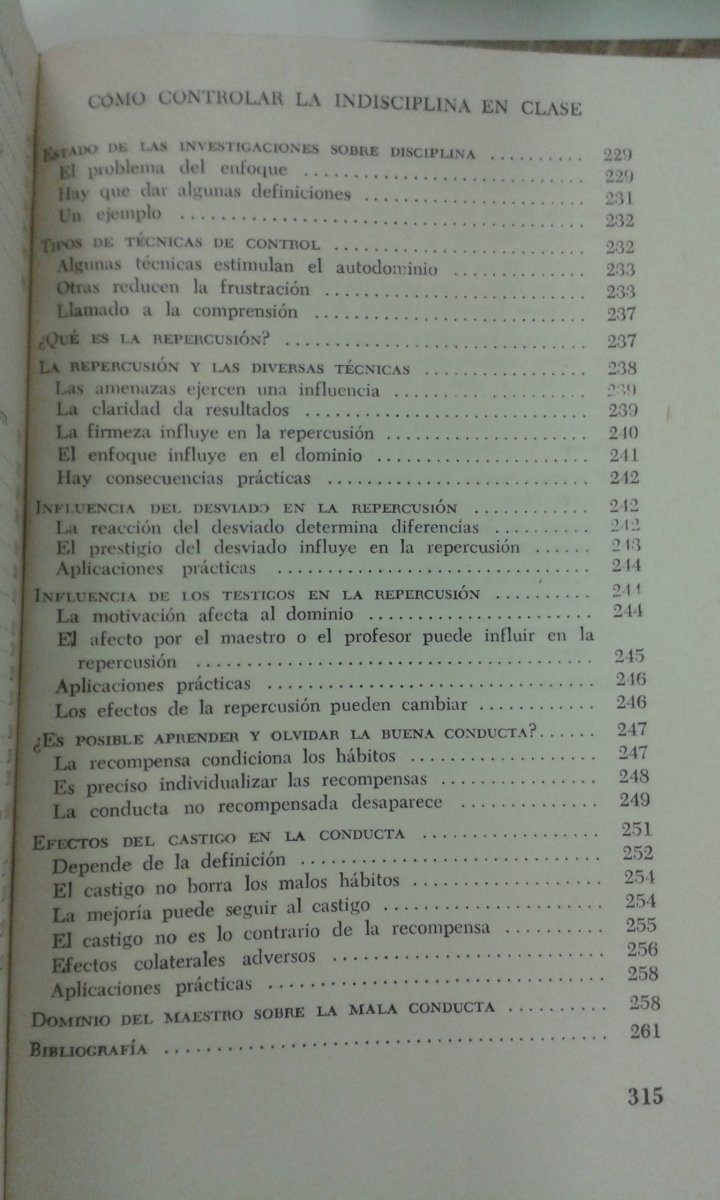 CÓMO CONTROLAR LA INDISCIPLINA EN CLASE
ESTADO DE LAS INVESTIGACIONES SOBRE DISCIPLINA .......... 229
El problema del enfoque .............................. 229
Hay que dar algunas definiciones ....................... 231
Un ejemplo ........................................... 232
TIPOS DE TÉCNICAS DE CONTROL .......................... 232
Algunas técnicas estimulan el autodominio .............. 233
Otras reducen la frustración ........................... 233
Llamado a la comprensión ............................. 237
¿QUÉ ES LA REPERCUSIÓN? .............................. 237
LA REPERCUSIÓN Y LAS DIVERSAS TÉCNICAS ................ 238
Las amenazas ejercen una influencia ..................... 239
La claridad da resultados .............................. 239
La firmeza influye en la repercusión .................... 240
El enfoque influye en el dominio ....................... 241
Hay consecuencias prácticas ............................ 242
INFLUENCIA DEL DESVIADO EN LA REPERCUSIÓN ............ 242
La reacción del desviado determina diferencias .......... 242
El prestigio del desviado influye en la repercusión ...... 243
Aplicaciones prácticas ................................ 244
INFLUENCIA DE LOS TESTIGOS EN LA REPERCUSIÓN .......... 244
La motivación afecta al dominio ........................ 244
El afecto por el maestro o el profesor puede influir en la
repercusión ......................................... 245
Aplicaciones prácticas ................................. 246
Los efectos de la repercusión pueden cambiar ............ 246
¿ES POSIBLE APRENDER Y OLVIDAR LA BUENA CONDUCTA?...... 247
La recompensa condiciona los hábitos ................... 247
Es preciso individualizar las recompensas ................ 248
La conducta no recompensada desaparece .............. 249
EFECTOS DEL CASTIGO EN LA CONDUCTA .................. 251
Depende de la definición ............................... 252
El castigo no borra los malos hábitos ................... 254
La mejoría puede seguir al castigo ...................... 254
El castigo no es lo contrario de la recompensa .......... 255
Efectos colaterales adversos ............................ 256
Aplicaciones prácticas .................................. 258
DOMINIO DEL MAESTRO SOBRE LA MALA CONDUCTA .......... 258
BIBLIOGRAFÍA .......................................... 261
315